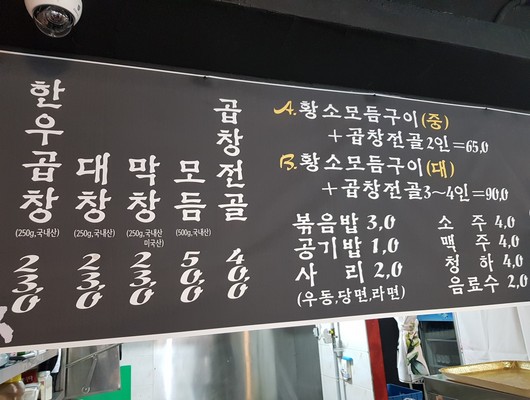 한우곱창
(250g,국내산)
23,0
대창
(250g,국내산)
23,0
막창
(250g,국내산
미국산)
23,0
모듬
(500g,국내산)
50,0
곱창전골
40,0
A.황소모듬구이(중)
+곱창전골2인=65,0
B.황소모듬구이(대)
+곱창전골3~4인=90,0
볶음밥 3,0
공기밥 1,0
사 리 2,0
(우동,당면,라면)
소 주 4,0
맥 주 4,0
청 하 4,0
음료수 2,0